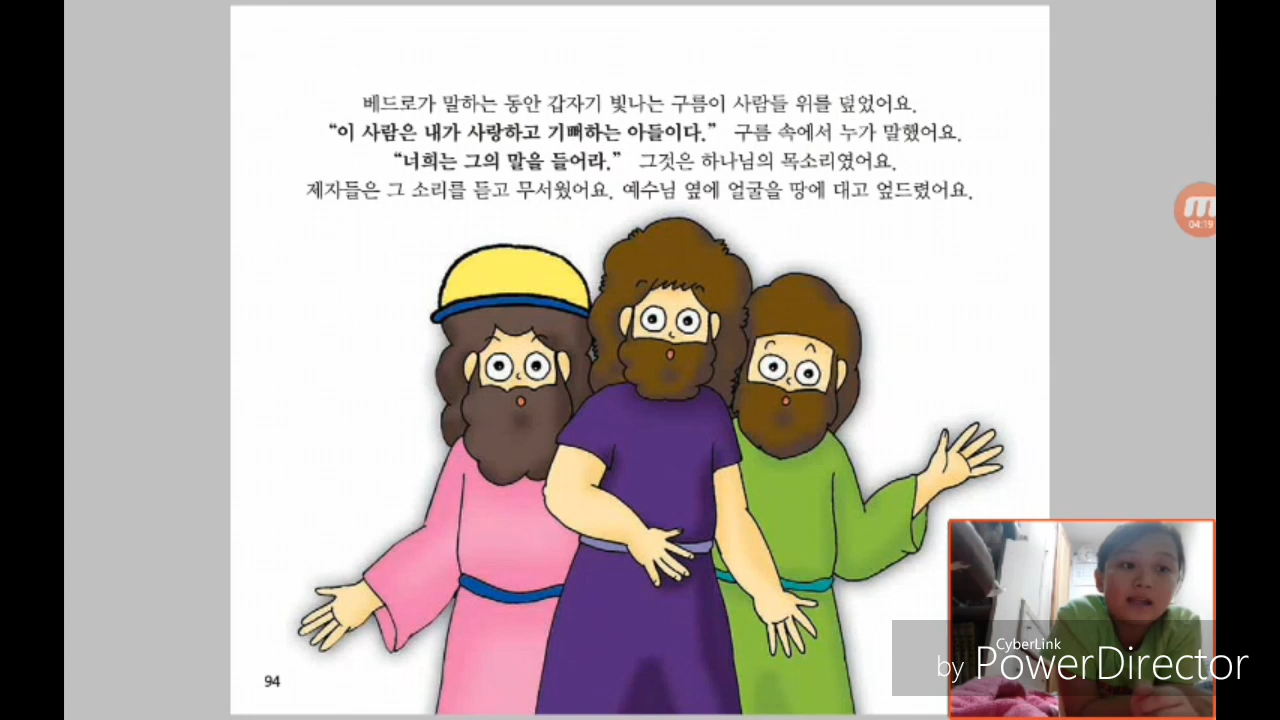 베드로가 말하는 동안 갑자기 빛나는 구름이 사람들 위를 덮었어요.
“이 사람은 내가 사랑하고 기뻐하는 아들이다.” 구름 속에서 누가 말했어요.
“너희는 그의 말을 들어라.” 그것은 하나님의 목소리였어요.
제자들은 그 소리를 듣고 무서웠어요. 예수님 옆에 얼굴을 땅에 대고 엎드렸어요.
04:19
CyberLink
by PowerDirector
94